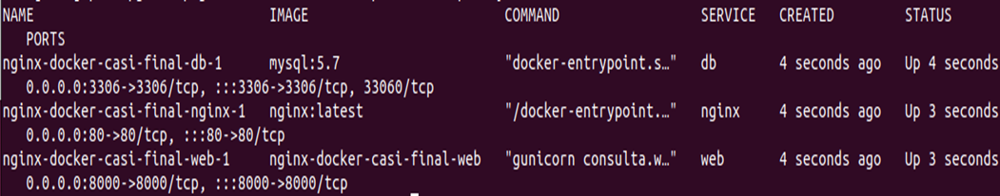 NAME IMAGE COMMAND SERVICE CREATED STATUS
PORTS
nginx-docker-casi-final-db-1 mysql:5.7 "docker-entrypoint.s…" db 4 seconds ago Up 4 seconds
0.0.0.0:3306->3306/tcp, :::3306->3306/tcp, 33060/tcp
nginx-docker-casi-final-nginx-1 nginx:latest "/docker-entrypoint.…" nginx 4 seconds ago Up 3 seconds
0.0.0.0:80->80/tcp, :::80->80/tcp
nginx-docker-casi-final-web-1 nginx-docker-casi-final-web "gunicorn consulta.w…" web 4 seconds ago Up 3 seconds
0.0.0.0:8000->8000/tcp, :::8000->8000/tcp